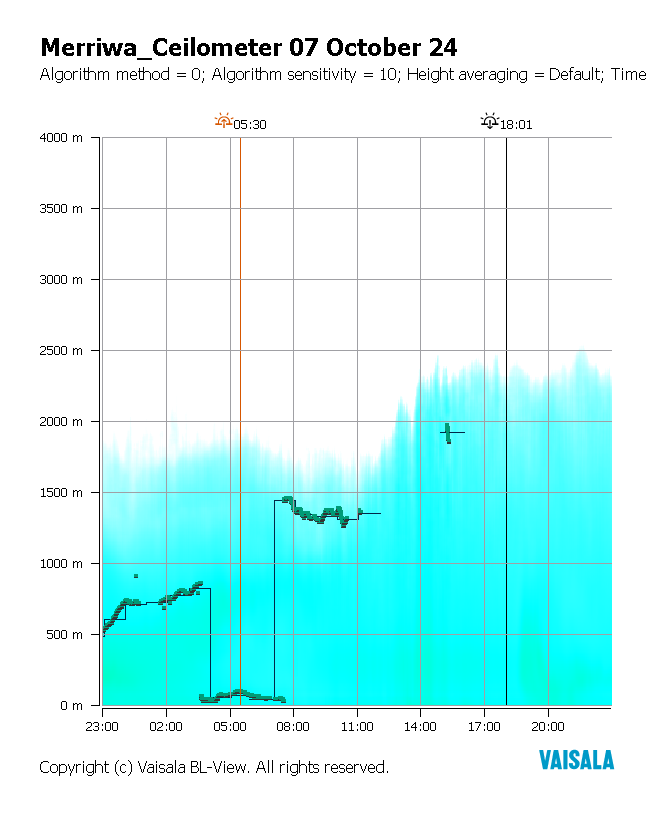 Merriwa_Ceilometer 07 October 24
Algorithm method = 0; Algorithm sensitivity = 10; Height averaging = Default; Time
05:30 18:01
4000 m
3500 m
3000 m
2500 m
2000 m
1500 m
1000 m
500 m
0 m
23:00 02:00 05:00 08:00 11:00 14:00 17:00 20:00
Copyright (c) Vaisala BL-View. All rights reserved.
VAISALA